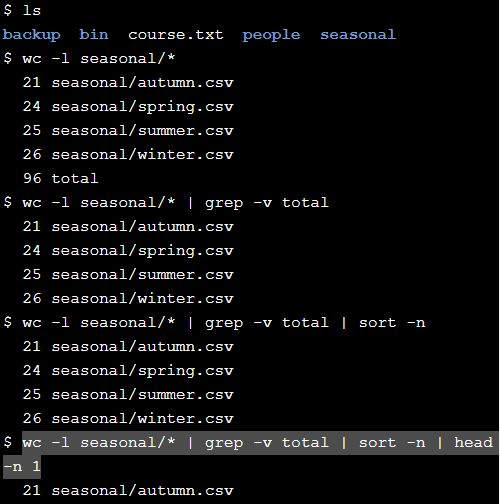 $ ls
backup  bin  course.txt  people  seasonal
$ wc -l seasonal/*
  21 seasonal/autumn.csv
  24 seasonal/spring.csv
  25 seasonal/summer.csv
  26 seasonal/winter.csv
  96 total
$ wc -l seasonal/* | grep -v total
  21 seasonal/autumn.csv
  24 seasonal/spring.csv
  25 seasonal/summer.csv
  26 seasonal/winter.csv
$ wc -l seasonal/* | grep -v total | sort -n
  21 seasonal/autumn.csv
  24 seasonal/spring.csv
  25 seasonal/summer.csv
  26 seasonal/winter.csv
$ wc -l seasonal/* | grep -v total | sort -n | head
-n 1
  21 seasonal/autumn.csv